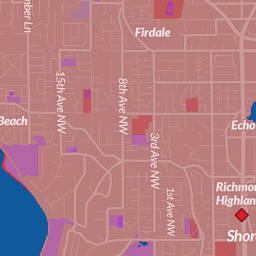 mber Ln
Firdale
15th Ave NW
8th Ave NW
Beach
Echo
3rd Ave NW
1st Ave NW
Richmon
Highlan
Shor